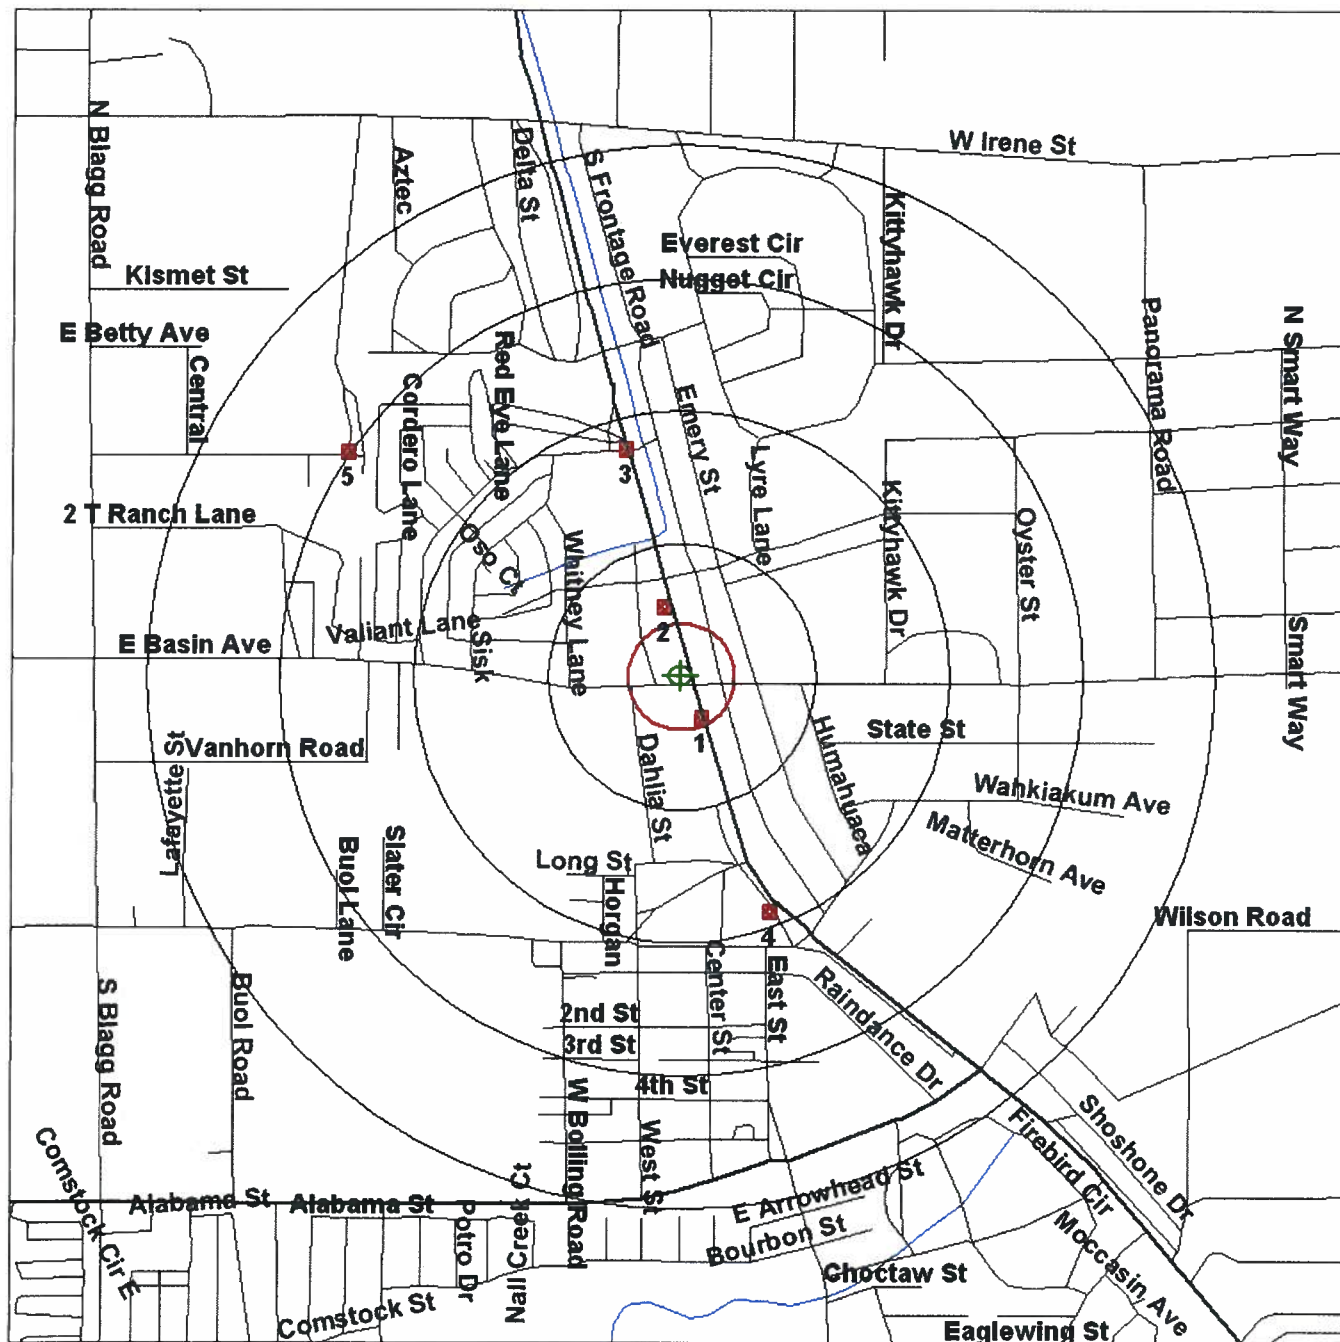 W Irene St
N Blagg Road
Aztec
Delta St
S Frontage Road
Kittyhawk Dr
Everest Cir
Nugget Cir
Kismet St
E Betty Ave
Central
Red Eye Lane
Cordero Lane
Emery St
Lyre Lane
Panorama Road
N Smart Way
5
3
2 T Ranch Lane
Oso Ct
Whitney Lane
Kittyhawk Dr
Oyster St
2
Valiant Lane
E Basin Ave
Sisk
Smart Way
1
Vanhorn Road
Lafayette St
Dahlia St
Humahuaca
State St
Wahkiakum Ave
Matterhorn Ave
Buol Lane
Slater Cir
Long St
Horgan
4
Wilson Road
S Blagg Road
Buol Road
Center St
East St
Raindance Dr
2nd St
3rd St
4th St
W Bolling Road
West St
Shoshone Dr
Firebird Cir
Comstock Cir E
Alabama St
Alabama St
Potro Dr
Nail Creek Ct
E Arrowhead St
Bourbon St
Choctaw St
Moccasin Ave
Comstock St
Eaglewing St